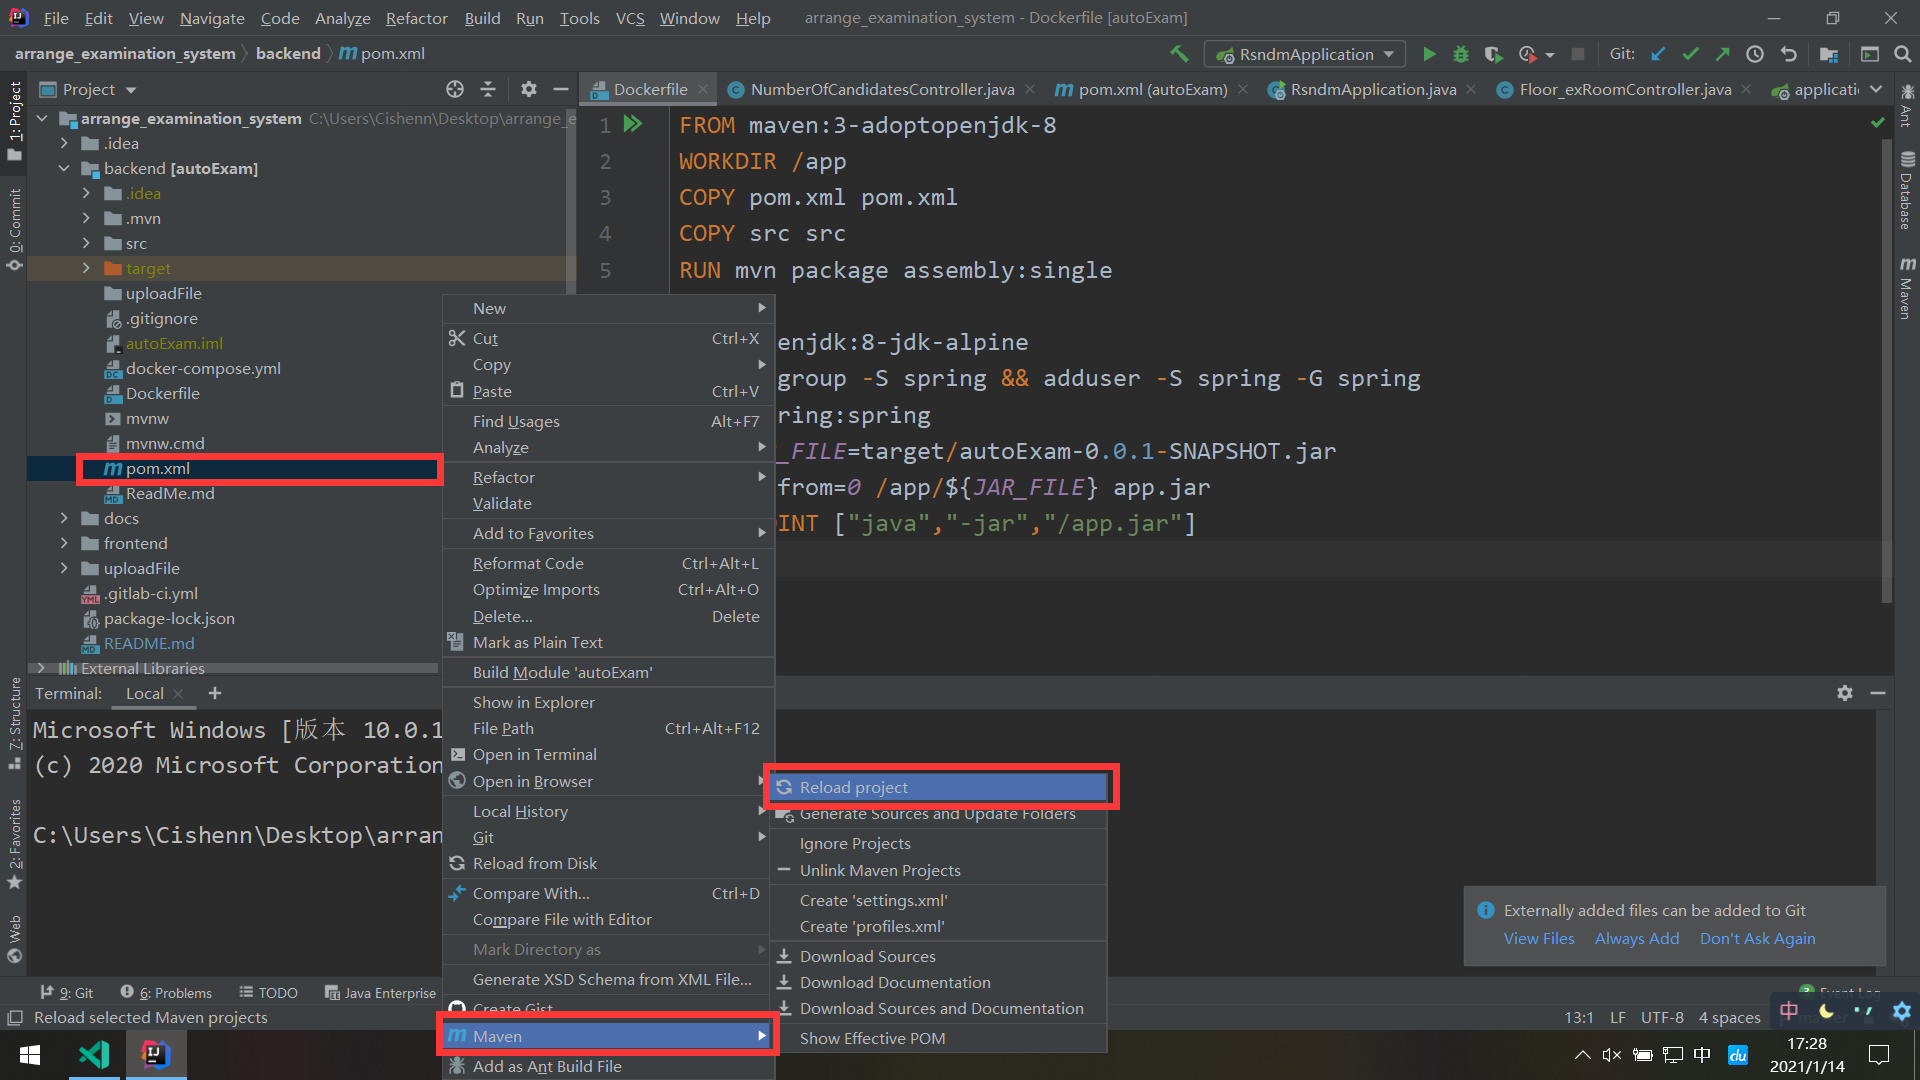 File Edit View Navigate Code Analyze Refactor Build Run Tools VCS Window Help arrange_examination_system - Dockerfile [autoExam]
arrange_examination_system backend pom.xml RsndmApplication Git:
Project
Dockerfile NumberOfCandidatesController.java pom.xml (autoExam) RsndmApplication.java Floor_exRoomController.java applicati
1: Project
0: Commit
7: Structure
2: Favorites
Web
Ant
Database
Maven
arrange_examination_system C:\Users\Cishenn\Desktop\arrange_e
.idea
backend [autoExam]
.idea
.mvn
src
target
uploadFile
.gitignore
autoExam.iml
docker-compose.yml
Dockerfile
mvnw
mvnw.cmd
pom.xml
ReadMe.md
docs
frontend
uploadFile
.gitlab-ci.yml
package-lock.json
README.md
External Libraries
1 FROM maven:3-adoptopenjdk-8
2 WORKDIR /app
3 COPY pom.xml pom.xml
4 COPY src src
5 RUN mvn package assembly:single
enjdk:8-jdk-alpine
group -S spring && adduser -S spring -G spring
ring:spring
_FILE=target/autoExam-0.0.1-SNAPSHOT.jar
from=0 /app/${JAR_FILE} app.jar
INT ["java","-jar","/app.jar"]
New
Cut Ctrl+X
Copy
Paste Ctrl+V
Find Usages Alt+F7
Analyze
Refactor
Validate
Add to Favorites
Reformat Code Ctrl+Alt+L
Optimize Imports Ctrl+Alt+O
Delete... Delete
Mark as Plain Text
Build Module 'autoExam'
Show in Explorer
File Path Ctrl+Alt+F12
Open in Terminal
Open in Browser
Local History
Git
Reload from Disk
Compare With... Ctrl+D
Compare File with Editor
Mark Directory as
Generate XSD Schema from XML File...
Create Gist...
Maven
Add as Ant Build File
Reload project
Generate Sources and Update Folders
Ignore Projects
Unlink Maven Projects
Create 'settings.xml'
Create 'profiles.xml'
Download Sources
Download Documentation
Download Sources and Documentation
Show Effective POM
Terminal: Local
Microsoft Windows [版本 10.0.1
(c) 2020 Microsoft Corporation
C:\Users\Cishenn\Desktop\arran
Externally added files can be added to Git
View Files Always Add Don't Ask Again
9: Git 6: Problems TODO Java Enterprise Event Log
Reload selected Maven projects 13:1 LF UTF-8 4 spaces
中
中 du 17:28
2021/1/14